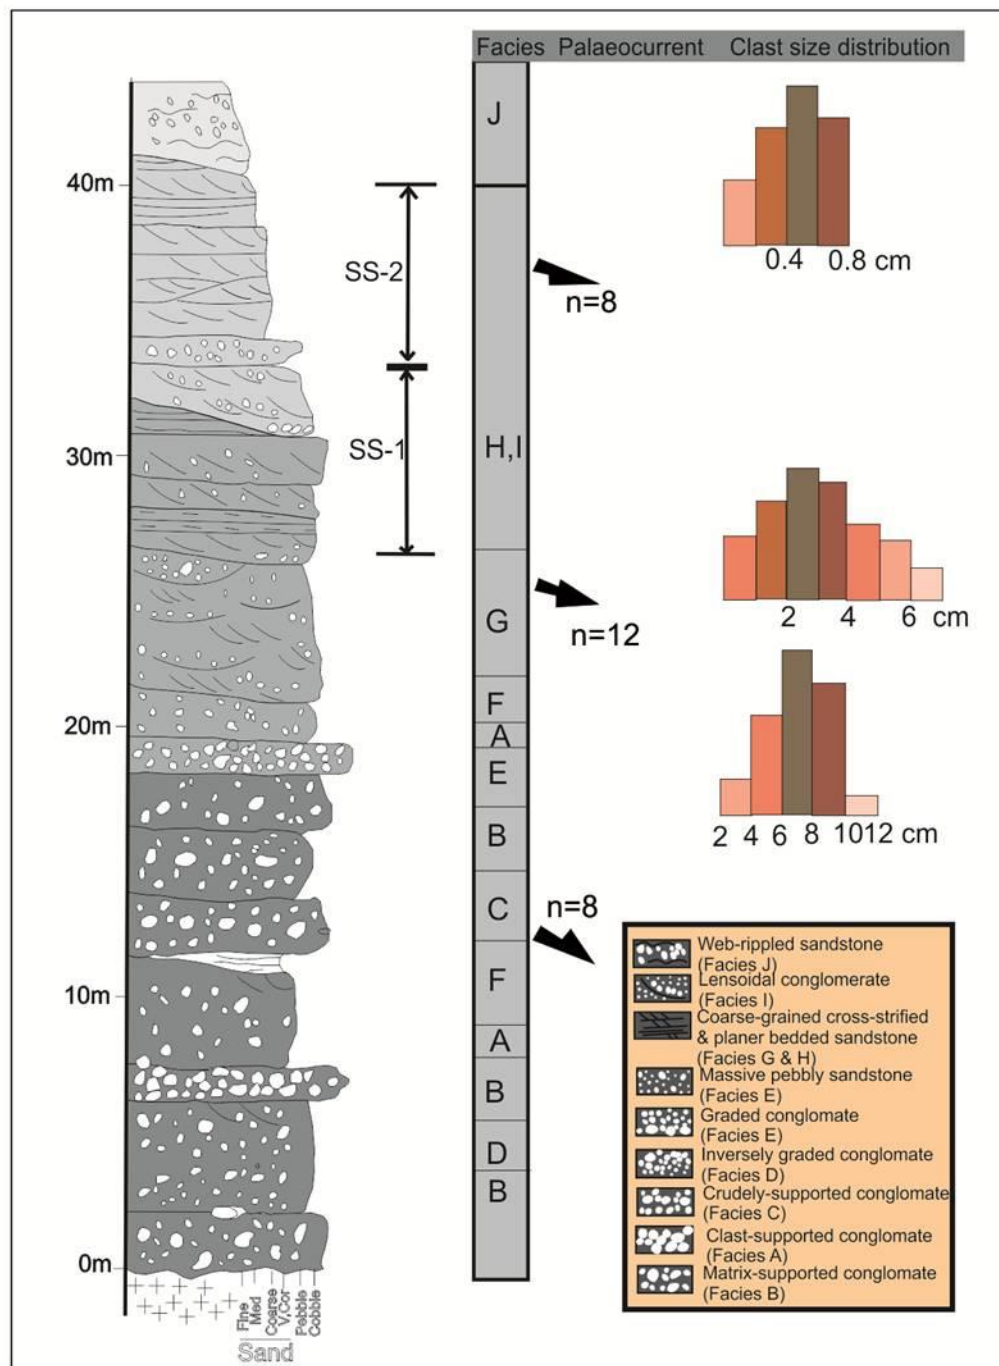 Facies Palaeocurrent Clast size distribution
J
40m
0.4 0.8 cm
SS-2
n=8
30m
SS-1
H,I
2 4 6 cm
G
n=12
F
20m
A
E
2 4 6 8 1012 cm
B
C
n=8
F
10m
A
B
D
B
0m
Fine
Med
Coarse
V,Cor
Pebble
Cobble
Sand
Web-rippled sandstone
(Facies J)
Lensoidal conglomerate
(Facies I)
Coarse-grained cross-strified
& planer bedded sandstone
(Facies G & H)
Massive pebbly sandstone
(Facies E)
Graded conglomate
(Facies E)
Inversely graded conglomate
(Facies D)
Crudely-supported conglomate
(Facies C)
Clast-supported conglomate
(Facies A)
Matrix-supported conglomate
(Facies B)